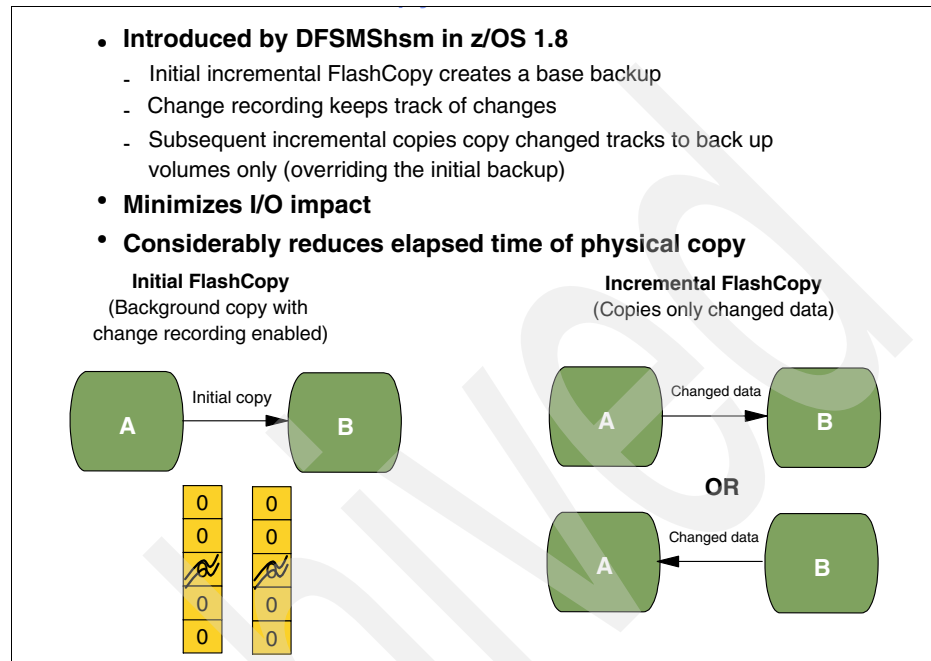 • Introduced by DFSMShsm in z/OS 1.8
- Initial incremental FlashCopy creates a base backup
- Change recording keeps track of changes
- Subsequent incremental copies copy changed tracks to back up
volumes only (overriding the initial backup)
• Minimizes I/O impact
• Considerably reduces elapsed time of physical copy
Initial FlashCopy
(Background copy with
change recording enabled)
A
Initial copy
B
0 0
0 0
0 0
0 0
Incremental FlashCopy
(Copies only changed data)
A
Changed data
B
OR
A
Changed data
B